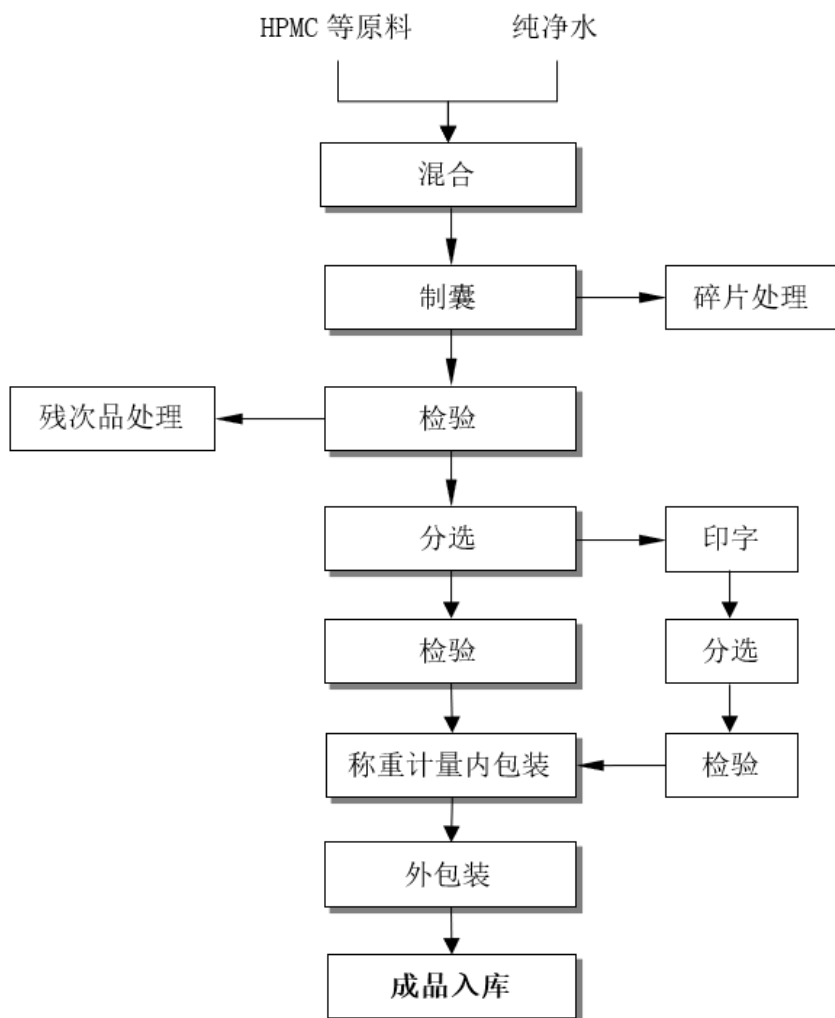 HPMC 等原料
纯净水
混合
制囊
碎片处理
残次品处理
检验
分选
印字
检验
分选
称重计量内包装
检验
外包装
成品入库